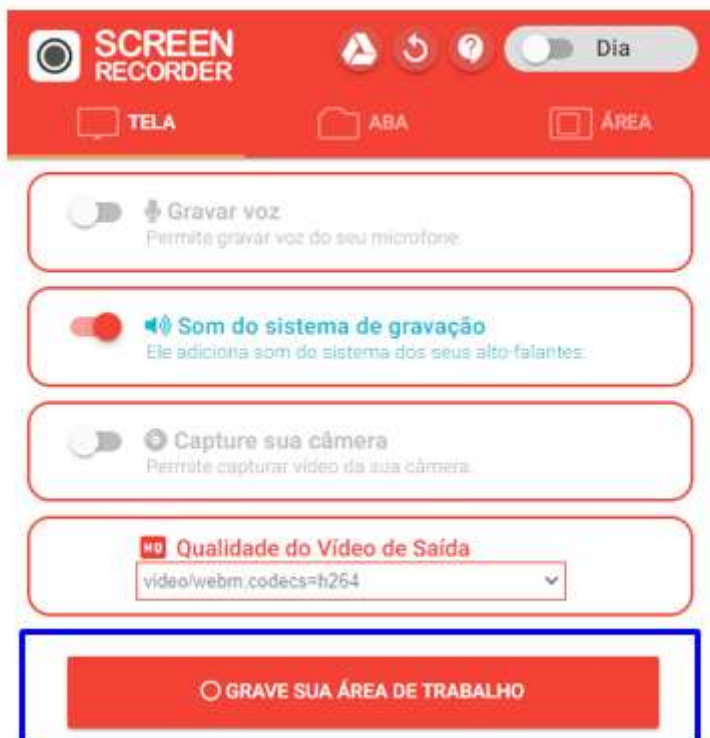 SCREEN
RECORDER
Dia
TELA
ABA
ÁREA
Gravar voz
Permite gravar voz do seu microfone.
Som do sistema de gravação
Ele adiciona som do sistema dos seus alto-falantes.
Capture sua câmera
Permite capturar vídeo da sua câmera.
HD Qualidade do Vídeo de Saída
video/webm;codecs=h264
GRAVE SUA ÁREA DE TRABALHO